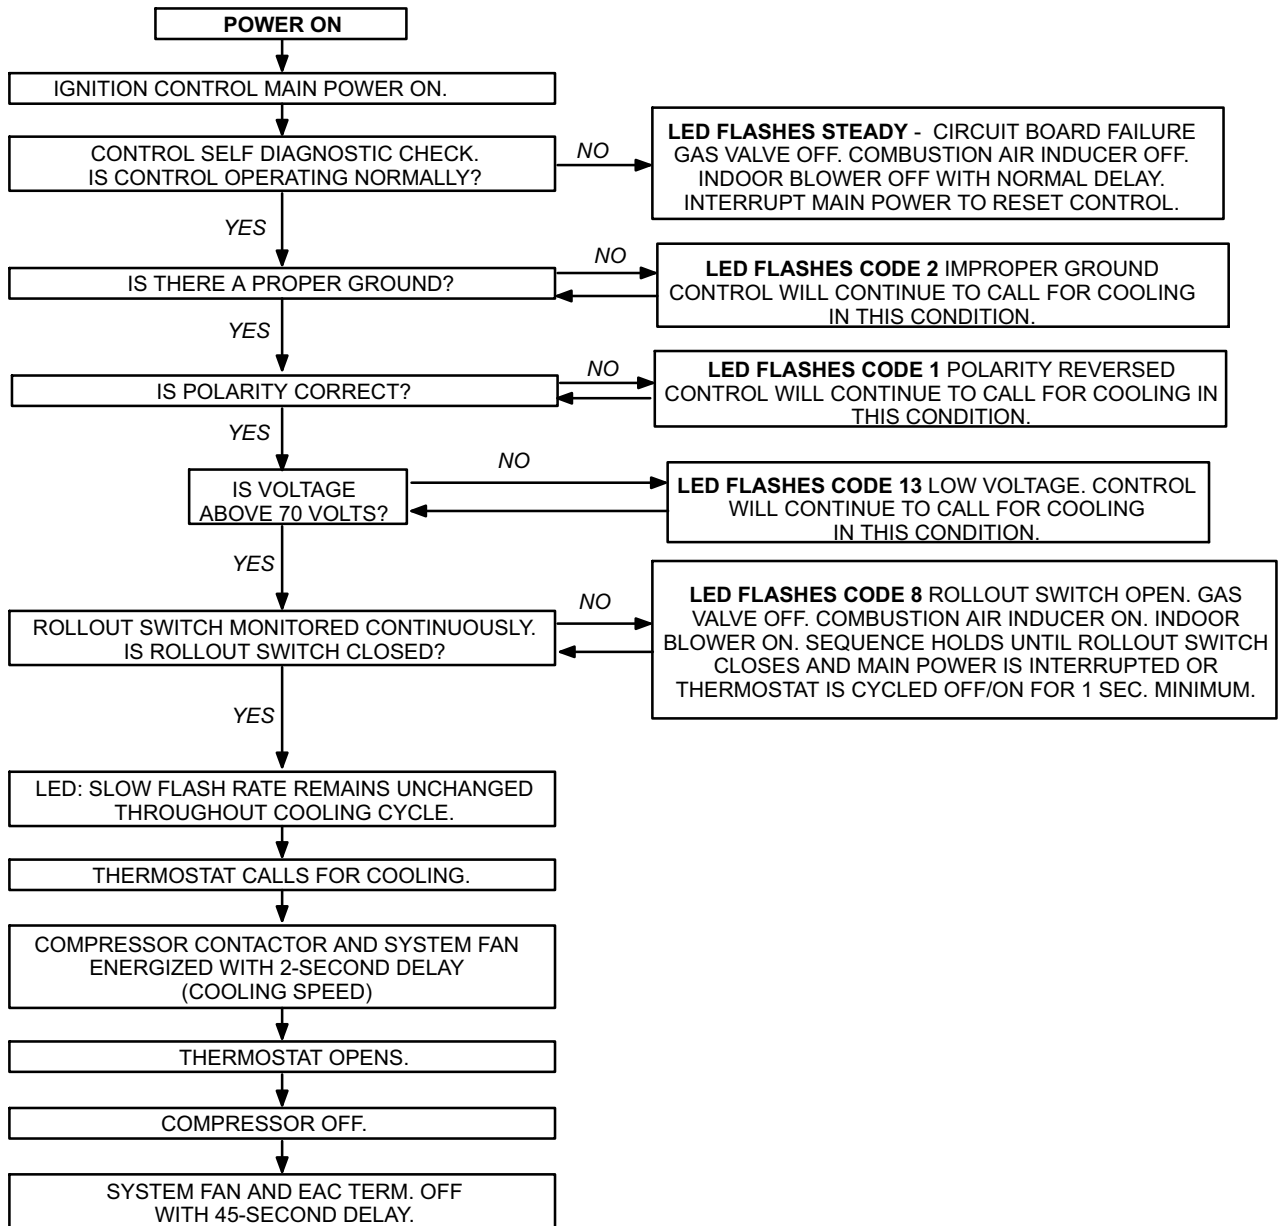 POWER ON
IGNITION CONTROL MAIN POWER ON.
CONTROL SELF DIAGNOSTIC CHECK.
IS CONTROL OPERATING NORMALLY?
NO
LED FLASHES STEADY - CIRCUIT BOARD FAILURE
GAS VALVE OFF. COMBUSTION AIR INDUCER OFF.
INDOOR BLOWER OFF WITH NORMAL DELAY.
INTERRUPT MAIN POWER TO RESET CONTROL.
YES
IS THERE A PROPER GROUND?
NO
LED FLASHES CODE 2 IMPROPER GROUND
CONTROL WILL CONTINUE TO CALL FOR COOLING
IN THIS CONDITION.
YES
IS POLARITY CORRECT?
NO
LED FLASHES CODE 1 POLARITY REVERSED
CONTROL WILL CONTINUE TO CALL FOR COOLING IN
THIS CONDITION.
YES
IS VOLTAGE
ABOVE 70 VOLTS?
NO
LED FLASHES CODE 13 LOW VOLTAGE. CONTROL
WILL CONTINUE TO CALL FOR COOLING
IN THIS CONDITION.
YES
ROLLOUT SWITCH MONITORED CONTINUOUSLY.
IS ROLLOUT SWITCH CLOSED?
NO
LED FLASHES CODE 8 ROLLOUT SWITCH OPEN. GAS
VALVE OFF. COMBUSTION AIR INDUCER ON. INDOOR
BLOWER ON. SEQUENCE HOLDS UNTIL ROLLOUT SWITCH
CLOSES AND MAIN POWER IS INTERRUPTED OR
THERMOSTAT IS CYCLED OFF/ON FOR 1 SEC. MINIMUM.
YES
LED: SLOW FLASH RATE REMAINS UNCHANGED
THROUGHOUT COOLING CYCLE.
THERMOSTAT CALLS FOR COOLING.
COMPRESSOR CONTACTOR AND SYSTEM FAN
ENERGIZED WITH 2-SECOND DELAY
(COOLING SPEED)
THERMOSTAT OPENS.
COMPRESSOR OFF.
SYSTEM FAN AND EAC TERM. OFF
WITH 45-SECOND DELAY.